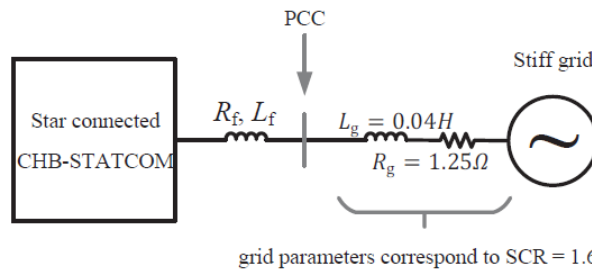 PCC
Stiff grid
Star connected
CHB-STATCOM
R_f, L_f
L_g = 0.04H
R_g = 1.25Ω
~
grid parameters correspond to SCR = 1.6